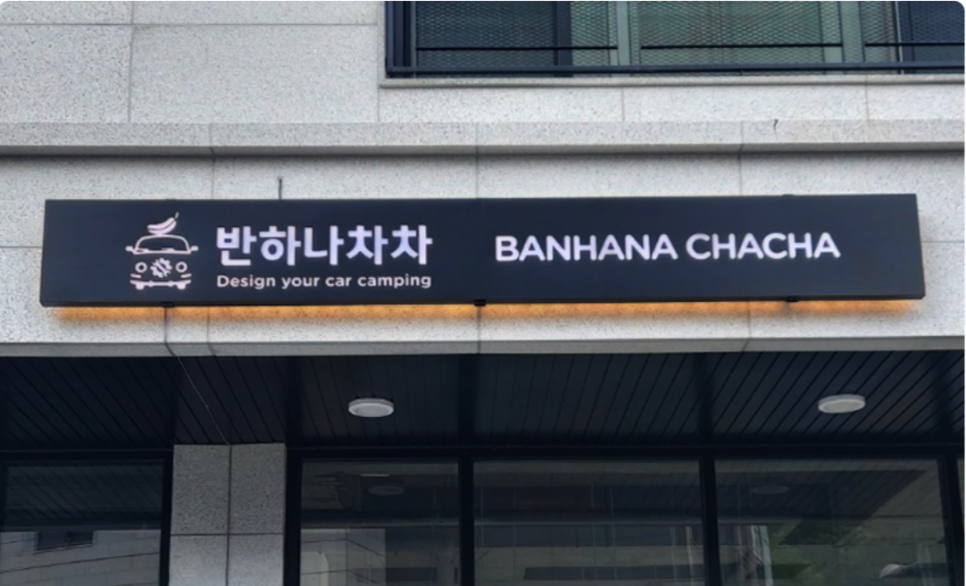 반하나차차
Design your car camping
BANHANA CHACHA